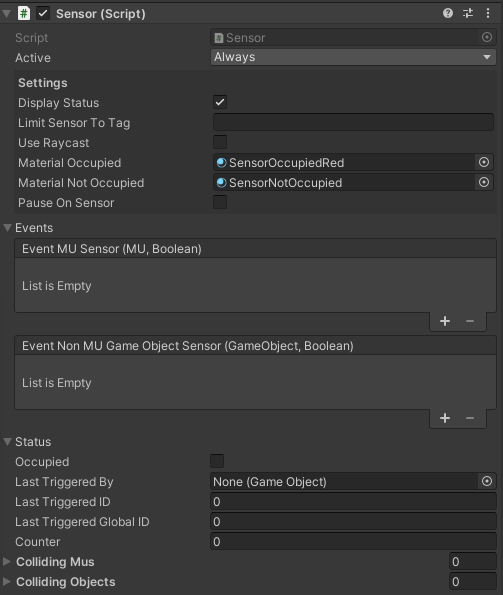 Sensor (Script)
Script Sensor
Active Always
Settings
Display Status
Limit Sensor To Tag
Use Raycast
Material Occupied SensorOccupiedRed
Material Not Occupied SensorNotOccupied
Pause On Sensor
Events
Event MU Sensor (MU, Boolean)
List is Empty
Event Non MU Game Object Sensor (GameObject, Boolean)
List is Empty
Status
Occupied
Last Triggered By None (Game Object)
Last Triggered ID 0
Last Triggered Global ID 0
Counter 0
Colliding Mus 0
Colliding Objects 0